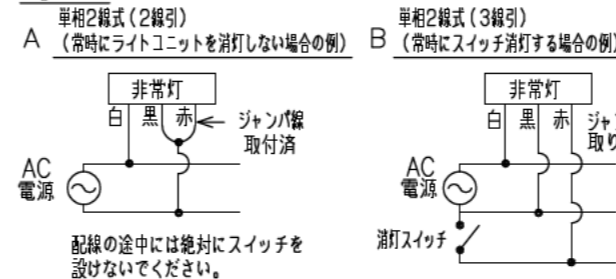 単相2線式(2線引)
A (常時にライトユニットを消灯しない場合の例)
非常灯
白 黒 赤
ジャンパ線
取付済
AC
電源
配線の途中には絶対にスイッチを
設けないでください。
単相2線式(3線引)
B (常時にスイッチ消灯する場合の例)
非常灯
白 黒 赤
AC
電源
消灯スイッチ